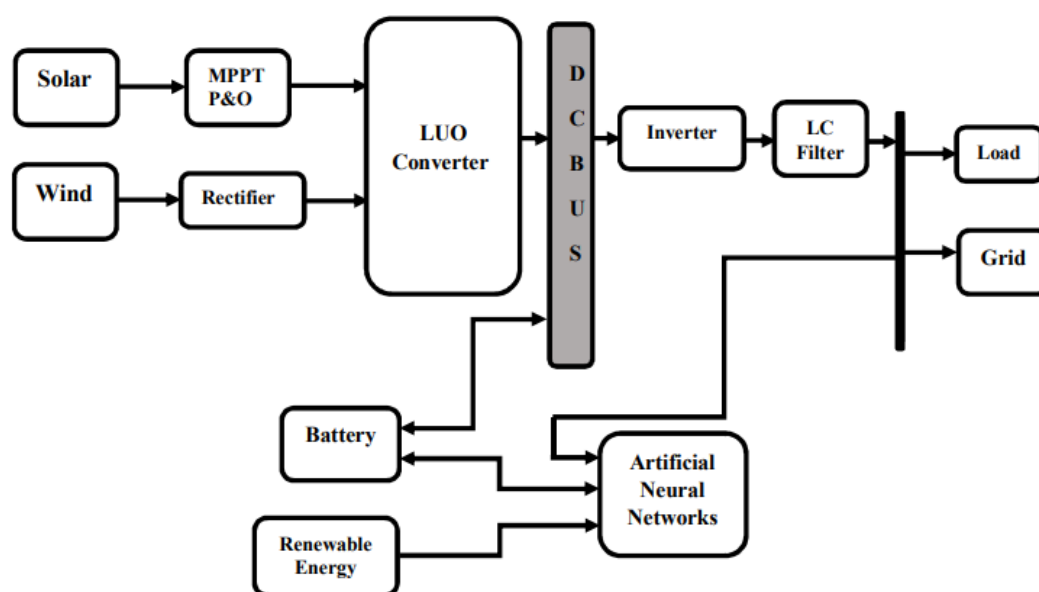 Solar
MPPT
P&O
LUO
Converter
D
C
B
U
S
Inverter
LC
Filter
Load
Wind
Rectifier
Grid
Battery
Artificial
Neural
Networks
Renewable
Energy